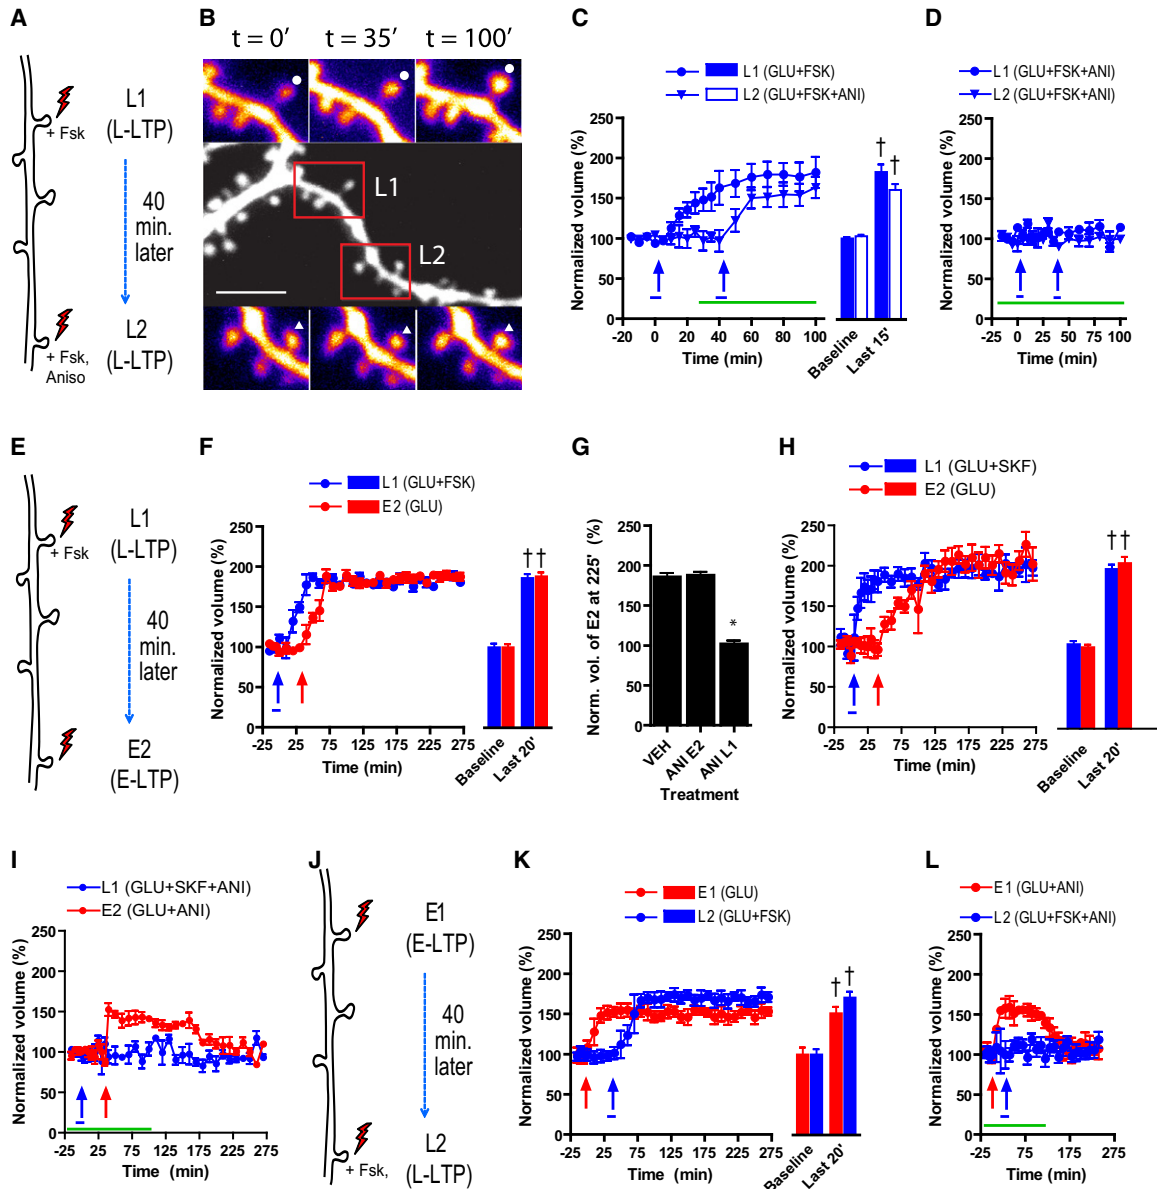 A
L1
(L-LTP)
+ Fsk
40
min.
later
L2
(L-LTP)
+ Fsk,
Aniso
B
t = 0′
t = 35′
t = 100′
L1
L2
C
L1 (GLU+FSK)
L2 (GLU+FSK+ANI)
Normalized volume (%)
250
200
150
100
50
0
-20 0 20 40 60 80 100
Time (min)
† †
Baseline
Last 15'
D
L1 (GLU+FSK+ANI)
L2 (GLU+FSK+ANI)
Normalized volume (%)
250
200
150
100
50
0
-25 0 25 50 75 100
Time (min)
E
L1
(L-LTP)
+ Fsk
40
min.
later
E2
(E-LTP)
F
L1 (GLU+FSK)
E2 (GLU)
Normalized volume (%)
250
200
150
100
50
0
-25 25 75 125 175 225 275
Time (min)
††
Baseline
Last 20'
G
Norm. vol. of E2 at 225' (%)
250
200
150
100
50
0
*
VEH
ANI E2
ANI L1
Treatment
H
L1 (GLU+SKF)
E2 (GLU)
Normalized volume (%)
250
200
150
100
50
0
-25 25 75 125 175 225 275
Time (min)
††
Baseline
Last 20'
I
L1 (GLU+SKF+ANI)
E2 (GLU+ANI)
Normalized volume (%)
250
200
150
100
50
0
-25 25 75 125 175 225 275
Time (min)
J
E1
(E-LTP)
40
min.
later
L2
(L-LTP)
+ Fsk,
K
E1 (GLU)
L2 (GLU+FSK)
Normalized volume (%)
250
200
150
100
50
0
-25 25 75 125 175 225 275
Time (min)
† †
Baseline
Last 20'
L
E1 (GLU+ANI)
L2 (GLU+FSK+ANI)
Normalized volume (%)
250
200
150
100
50
0
-25 75 175 275
Time (min)